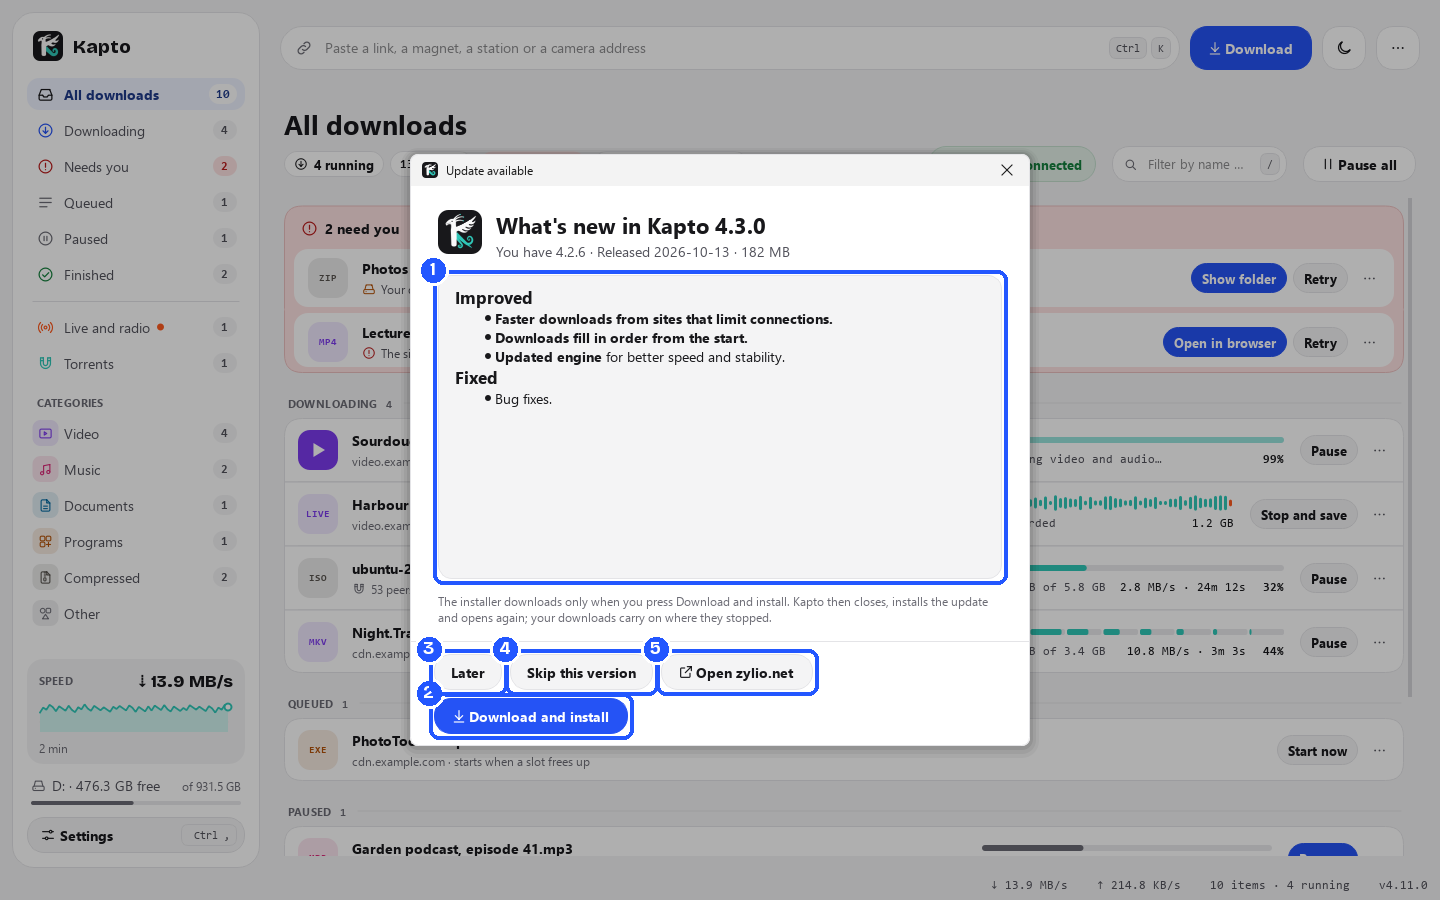 Kapto
Paste a link, a magnet, a station or a camera address
Ctrl K
Download
All downloads 10
Downloading 4
Needs you 2
Queued 1
Paused 1
Finished 2
Live and radio 1
Torrents 1
CATEGORIES
Video 4
Music 2
Documents 1
Programs 1
Compressed 2
Other
SPEED
↓ 13.9 MB/s
2 min
D: · 476.3 GB free of 931.5 GB
Settings Ctrl ,
All downloads
4 running
Filter by name ... /
Pause all
2 need you
ZIP
Photos
Your
Show folder
Retry
MP4
Lecture
The si
Open in browser
Retry
DOWNLOADING 4
video.exam
ng video and audio…
99%
Pause
LIVE
Harbour
video.exam
1.2 GB
Stop and save
ISO
ubuntu-2
53 peer
B of 5.8 GB 2.8 MB/s · 24m 12s 32%
Pause
MKV
Night.Tra
cdn.examp
B of 3.4 GB 10.8 MB/s · 3m 3s 44%
Pause
QUEUED 1
EXE
cdn.example.com · starts when a slot frees up
Start now
PAUSED 1
Garden podcast, episode 41.mp3
Update available
What's new in Kapto 4.3.0
You have 4.2.6 · Released 2026-10-13 · 182 MB
1
Improved
• Faster downloads from sites that limit connections.
• Downloads fill in order from the start.
• Updated engine for better speed and stability.
Fixed
• Bug fixes.
The installer downloads only when you press Download and install. Kapto then closes, installs the update
and opens again; your downloads carry on where they stopped.
3 Later
4 Skip this version
5 Open zylio.net
2 Download and install
↓ 13.9 MB/s ↑ 214.8 KB/s 10 items · 4 running v4.11.0